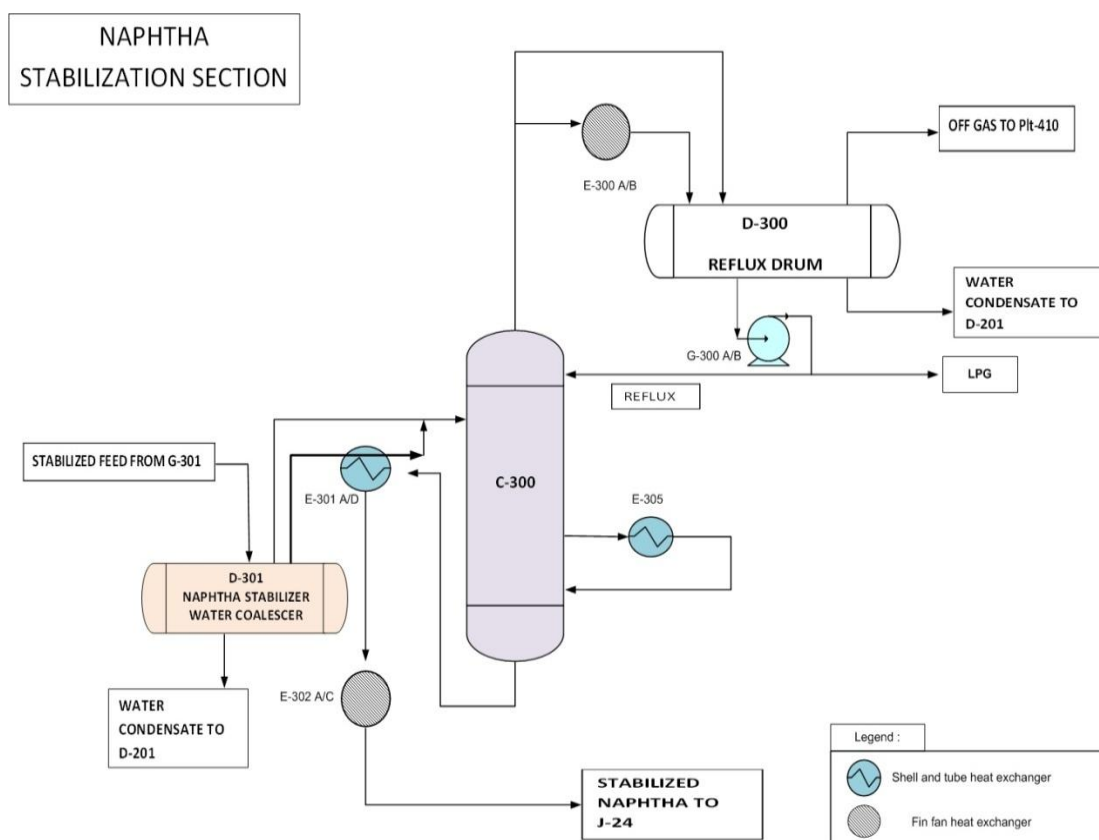 NAPHTHA
STABILIZATION SECTION
E-300 A/B
OFF GAS TO Plt-410
D-300
REFLUX DRUM
WATER
CONDENSATE TO
D-201
G-300 A/B
LPG
REFLUX
STABILIZED FEED FROM G-301
E-301 A/D
C-300
E-305
D-301
NAPHTHA STABILIZER
WATER COALESCER
E-302 A/C
WATER
CONDENSATE TO
D-201
STABILIZED
NAPHTHA TO
J-24
Legend :
Shell and tube heat exchanger
Fin fan heat exchanger